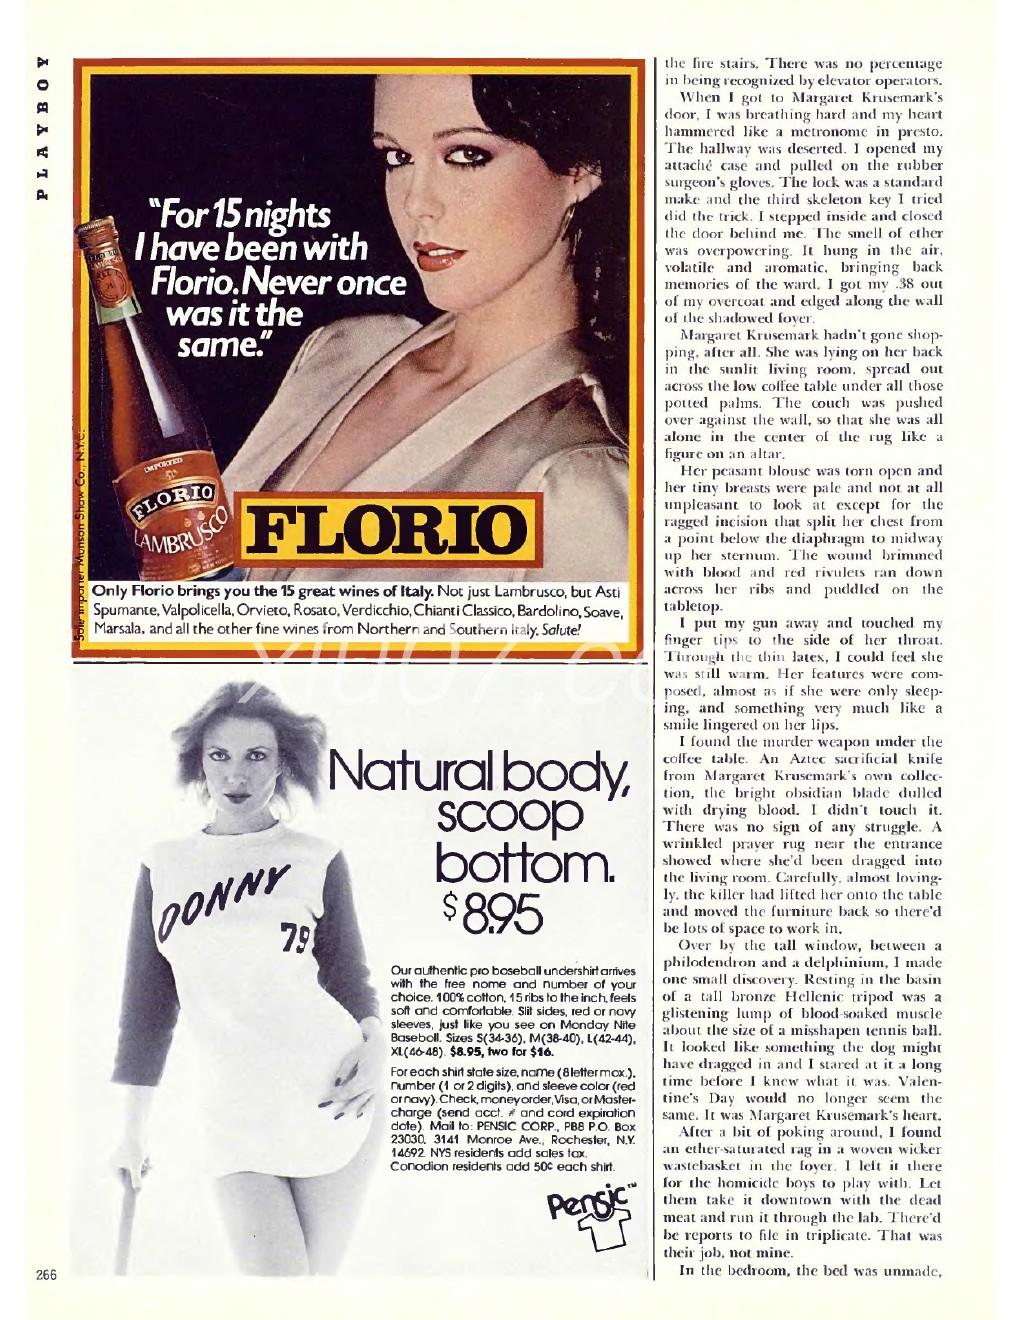 PLAYBOY
"For 15 nights
I have been with
Florio. Never once
was it the
same."
IMPORTED
FLORIO
LAMBRUSCO
FLORIO
Sole Importer Munson Shaw Co., N.Y.C.
Only Florio brings you the 15 great wines of Italy. Not just Lambrusco, but Asti
Spumante, Valpolicella, Orvieto, Rosato, Verdicchio, Chianti Classico, Bardolino, Soave,
Marsala, and all the other fine wines from Northern and Southern Italy. Salute!
Natural body,
scoop
bottom.
$8.95
DONNY
79
Our authentic pro baseball undershirt arrives
with the free name and number of your
choice. 100% cotton, 15 ribs to the inch, feels
soft and comfortable. Slit sides, red or navy
sleeves, just like you see on Monday Nite
Baseball. Sizes S(34-36), M(38-40), L(42-44),
XL(46-48). $8.95, two for $16.
For each shirt state size, name (8 letter max.),
number (1 or 2 digits), and sleeve color (red
or navy). Check, money order, Visa, or Master-
charge (send acct. # and card expiration
date). Mail to: PENSIC CORP., PB8 P.O. Box
23030, 3141 Monroe Ave., Rochester, N.Y.
14692. NYS residents add sales tax.
Canadian residents add 50¢ each shirt.
Pensic™
266
the fire stairs. There was no percentage
in being recognized by elevator operators.
When I got to Margaret Krusemark's
door, I was breathing hard and my heart
hammered like a metronome in presto.
The hallway was deserted. I opened my
attaché case and pulled on the rubber
surgeon's gloves. The lock was a standard
make and the third skeleton key I tried
did the trick. I stepped inside and closed
the door behind me. The smell of ether
was overpowering. It hung in the air,
volatile and aromatic, bringing back
memories of the ward. I got my .38 out
of my overcoat and edged along the wall
of the shadowed foyer.
Margaret Krusemark hadn't gone shop-
ping, after all. She was lying on her back
in the sunlit living room, spread out
across the low coffee table under all those
potted palms. The couch was pushed
over against the wall, so that she was all
alone in the center of the rug like a
figure on an altar.
Her peasant blouse was torn open and
her tiny breasts were pale and not at all
unpleasant to look at except for the
ragged incision that split her chest from
a point below the diaphragm to midway
up her sternum. The wound brimmed
with blood and red rivulets ran down
across her ribs and puddled on the
tabletop.
I put my gun away and touched my
finger tips to the side of her throat.
Through the thin latex, I could feel she
was still warm. Her features were com-
posed, almost as if she were only sleep-
ing, and something very much like a
smile lingered on her lips.
I found the murder weapon under the
coffee table. An Aztec sacrificial knife
from Margaret Krusemark's own collec-
tion, the bright obsidian blade dulled
with drying blood. I didn't touch it.
There was no sign of any struggle. A
wrinkled prayer rug near the entrance
showed where she'd been dragged into
the living room. Carefully, almost loving-
ly, the killer had lifted her onto the table
and moved the furniture back so there'd
be lots of space to work in.
Over by the tall window, between a
philodendron and a delphinium, I made
one small discovery. Resting in the basin
of a tall bronze Hellenic tripod was a
glistening lump of blood-soaked muscle
about the size of a misshapen tennis ball.
It looked like something the dog might
have dragged in and I stared at it a long
time before I knew what it was. Valen-
tine's Day would no longer seem the
same. It was Margaret Krusemark's heart.
After a bit of poking around, I found
an ether-saturated rag in a woven wicker
wastebasket in the foyer. I left it there
for the homicide boys to play with. Let
them take it downtown with the dead
meat and run it through the lab. There'd
be reports to file in triplicate. That was
their job, not mine.
In the bedroom, the bed was unmade,